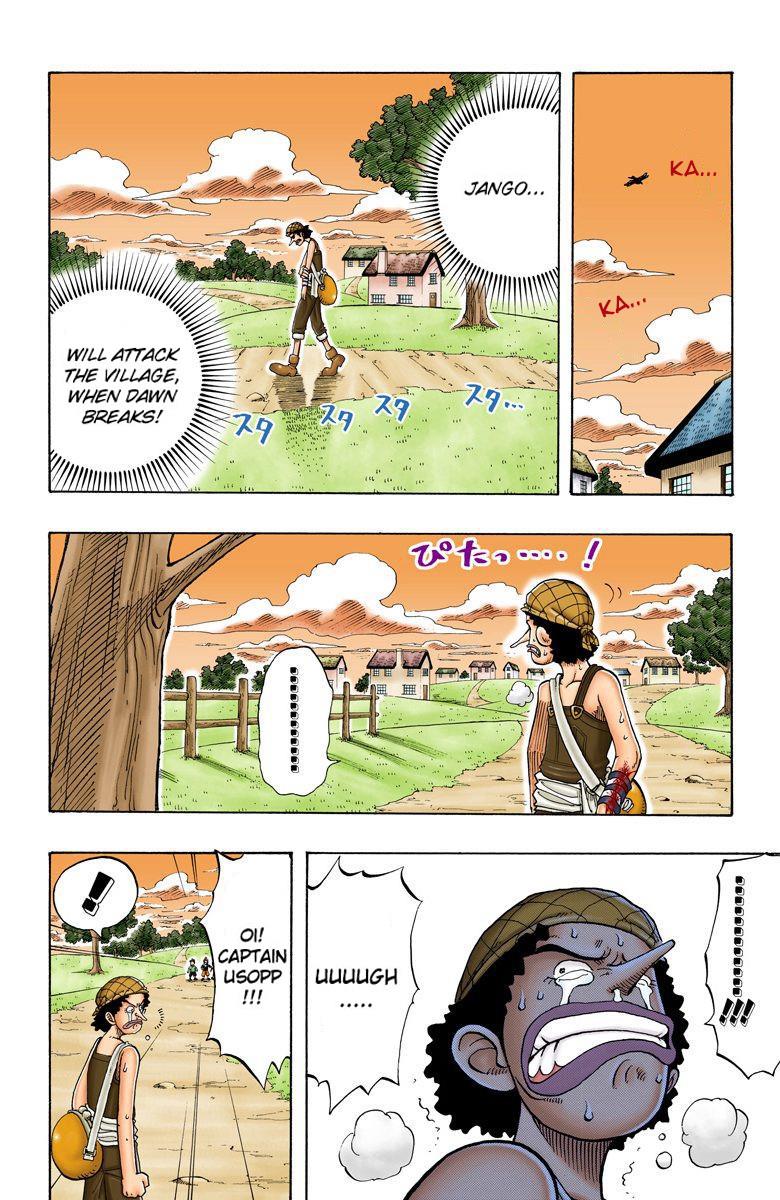 KA...
KA...
JANGO...
WILL ATTACK
THE VILLAGE,
WHEN DAWN
BREAKS!
スタ
スタ
スタ
スタ...
ぴたっ・・・・!
........................
........................!!!
UUUUGH
.....
OI!
CAPTAIN
USOPP
!!!
!